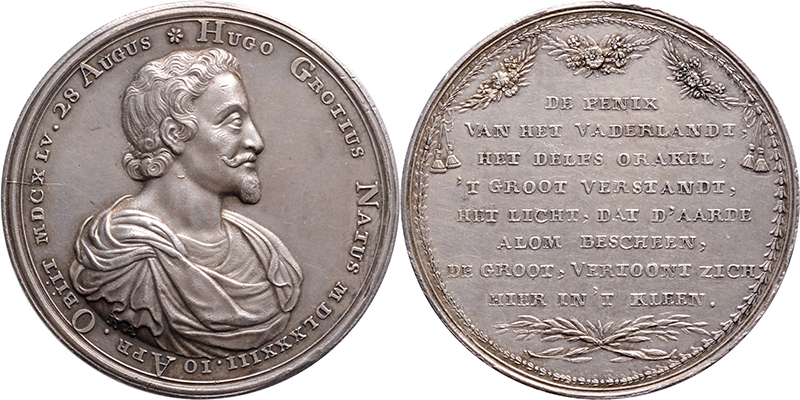 Hugo Grotius Natus MDLXXXIIII. 10 Apr. Obiit MDCXLV. 28 Augus *
DE FENIX
VAN HET VADERLANDT,
HET DELFS ORAKEL,
'T GROOT VERSTANDT,
HET LICHT, DAT D'AARDE
ALOM BESCHEEN,
DE GROOT, VERTOONT ZICH
HIER IN 'T KLEEN.